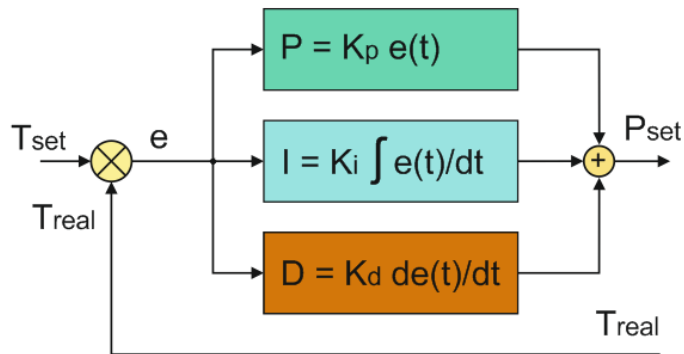 P = Kp e(t)
Tset
e
I = Ki ∫ e(t)/dt
Pset
+
Treal
D = Kd de(t)/dt
Treal